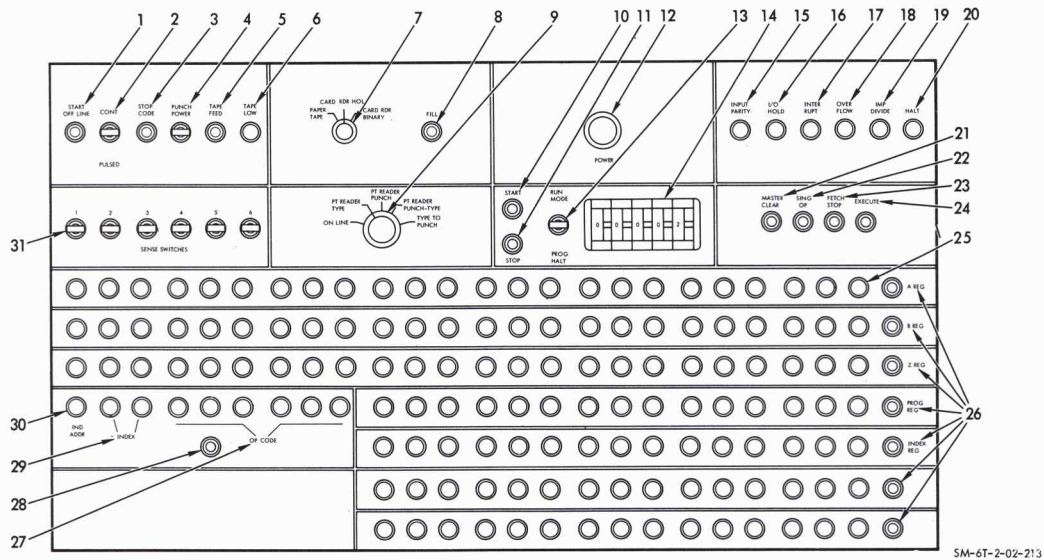 1 2 3 4 5 6 7 8 9 10 11 12 13 14 15 16 17 18 19 20
START OFF LINE
CONT
STOP CODE
PUNCH POWER
TAPE FEED
TAPE LOW
PULSED
PAPER TAPE
CARD RDR HOL
CARD RDR BINARY
FILL
POWER
INPUT PARITY
I/O HOLD
INTER RUPT
OVER FLOW
IMP DIVIDE
HALT
21
22
23
24
25
31
1 2 3 4 5 6
SENSE SWITCHES
ON LINE
PT READER TYPE
PT READER PUNCH
PT READER PUNCH-TYPE
TYPE TO PUNCH
START
STOP
RUN MODE
PROG HALT
0 0 0 0 2
MASTER CLEAR
SING OP
FETCH STOP
EXECUTE
A REG
B REG
Z REG
PROG REG
INDEX REG
26
30
IND ADDR
29
INDEX
28
OP CODE
27
SM-6T-2-02-213